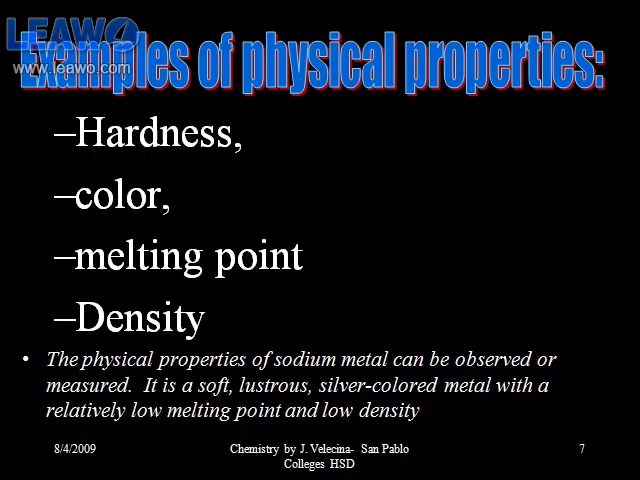 LEAWO
www.leawo.com
Examples of physical properties:
–Hardness,
–color,
–melting point
–Density
• The physical properties of sodium metal can be observed or
measured.  It is a soft, lustrous, silver-colored metal with a
relatively low melting point and low density
8/4/2009
Chemistry by J. Velecina-  San Pablo
Colleges HSD
7